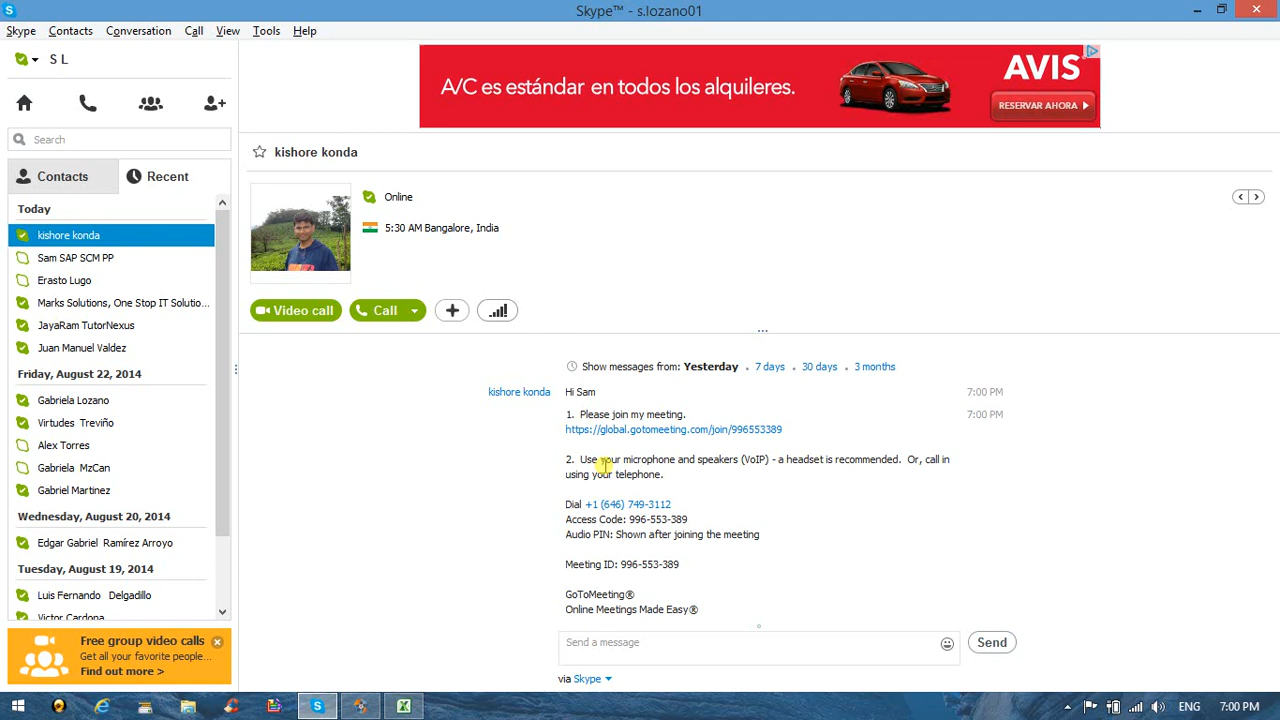 Skype™ - s.lozano01
Skype Contacts Conversation Call View Tools Help
S L
Search
Contacts
Recent
Today
kishore konda
Sam SAP SCM PP
Erasto Lugo
Marks Solutions, One Stop IT Solutio...
JayaRam TutorNexus
Juan Manuel Valdez
Friday, August 22, 2014
Gabriela Lozano
Virtudes Treviño
Alex Torres
Gabriela MzCan
Gabriel Martinez
Wednesday, August 20, 2014
Edgar Gabriel Ramírez Arroyo
Tuesday, August 19, 2014
Luis Fernando Delgadillo
Victor Cardona
Free group video calls
Get all your favorite people...
Find out more >
A/C es estándar en todos los alquileres.
AVIS
RESERVAR AHORA
kishore konda
Online
5:30 AM Bangalore, India
Video call
Call
Show messages from: Yesterday 7 days 30 days 3 months
kishore konda Hi Sam 7:00 PM
1. Please join my meeting. 7:00 PM
https://global.gotomeeting.com/join/996553389
2. Use your microphone and speakers (VoIP) - a headset is recommended. Or, call in
using your telephone.
Dial +1 (646) 749-3112
Access Code: 996-553-389
Audio PIN: Shown after joining the meeting
Meeting ID: 996-553-389
GoToMeeting®
Online Meetings Made Easy®
Send a message
Send
via Skype
ENG 7:00 PM